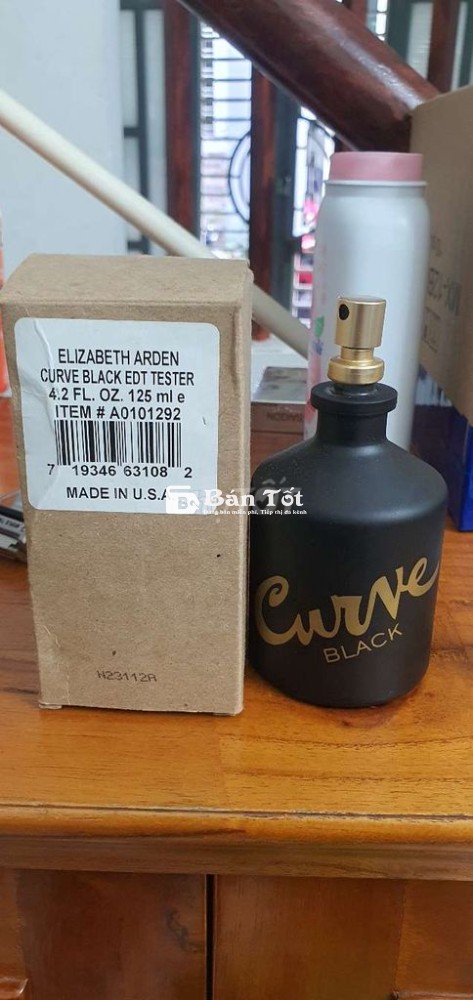 ELIZABETH ARDEN
CURVE BLACK EDT TESTER
4.2 FL. OZ. 125 ml e
ITEM # A0101292
7 19346 63108 2
MADE IN U.S.A
Bán Tốt
H23112A
Curve
BLACK